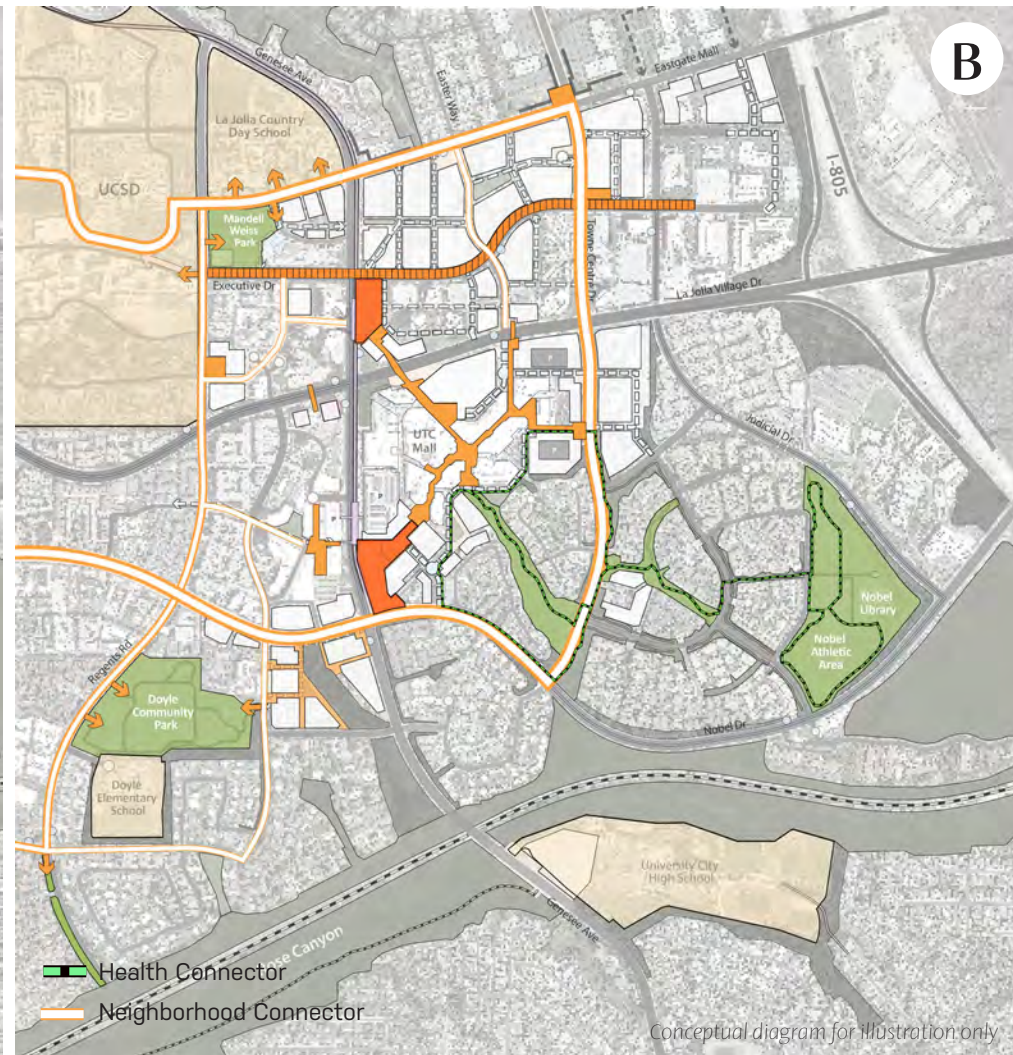 B
Genesee Ave
Easter Way
Eastgate Mall
La Jolla Country
Day School
UCSD
I-805
Mandell
Weiss
Park
Towne Centre Dr
Executive Dr
La Jolla Village Dr
P
UTC
Mall
P
Judicial Dr
P
Nobel
Library
Nobel
Athletic
Area
Regents Rd
Doyle
Community
Park
Nobel Dr
Doyle
Elementary
School
University City
High School
Genesee Ave
Rose Canyon
Health Connector
Neighborhood Connector
Conceptual diagram for illustration only